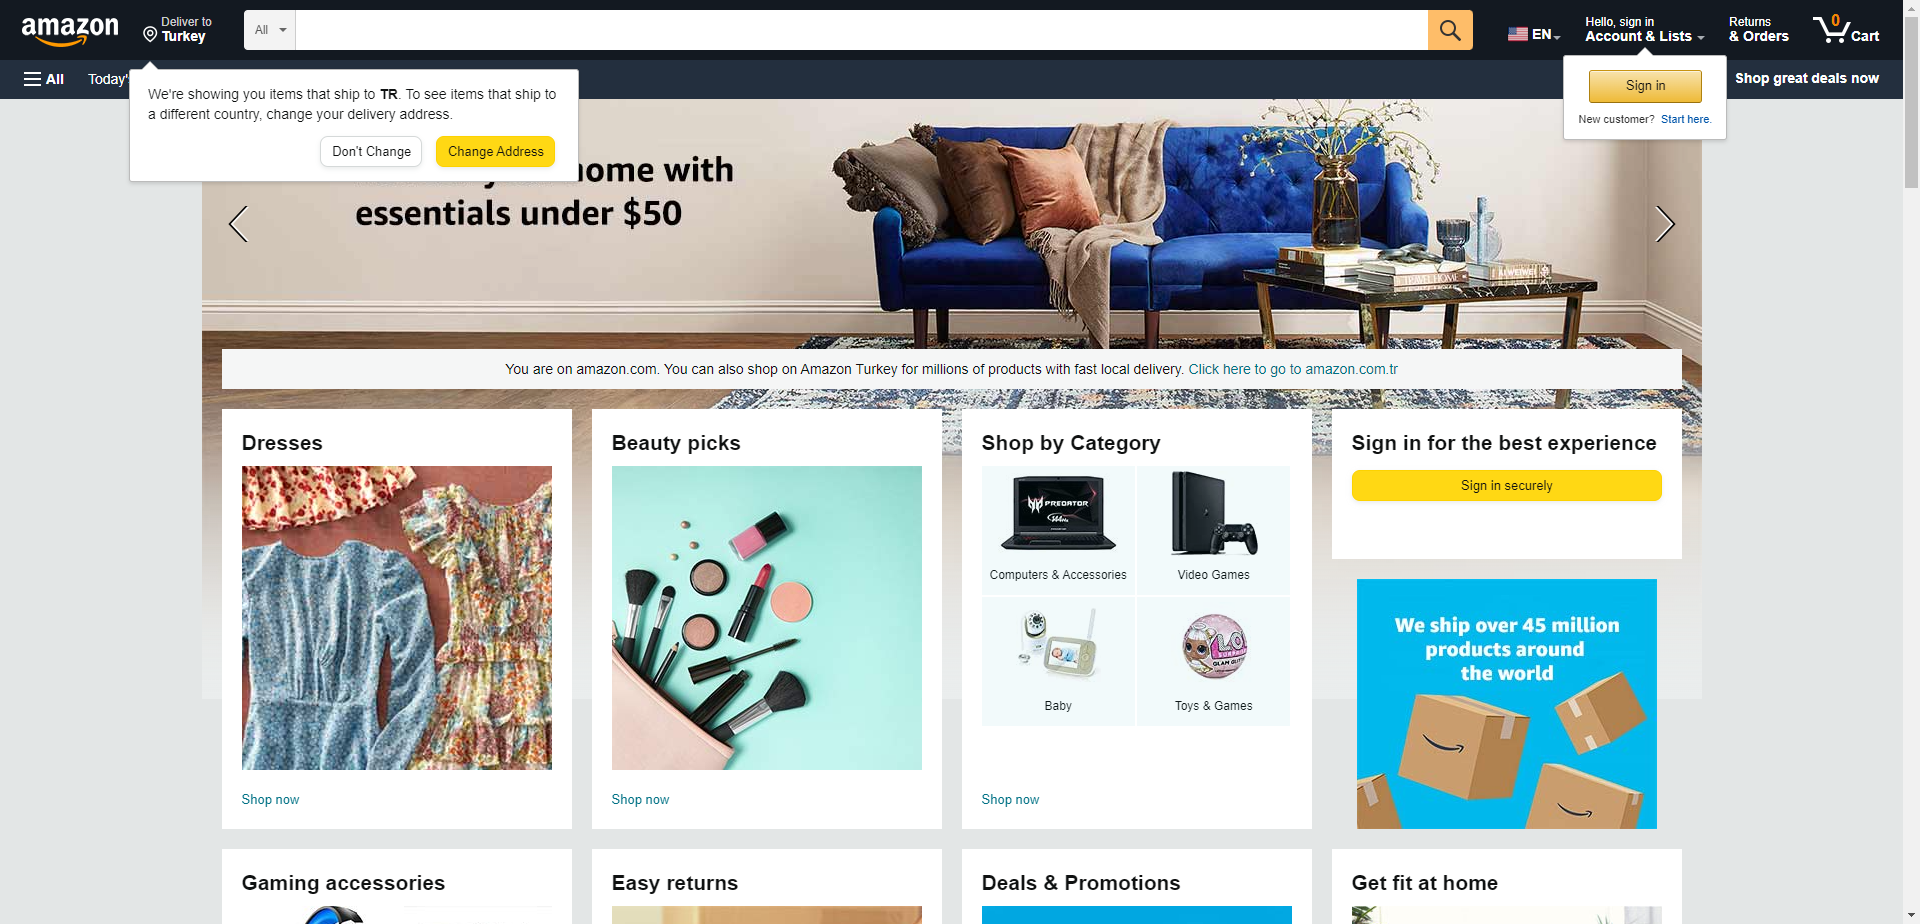 amazon
Deliver to
Turkey
All
EN
Hello, sign in
Account & Lists
Returns
& Orders
0
Cart
All
Today'
Shop great deals now
We're showing you items that ship to TR. To see items that ship to
a different country, change your delivery address.
Don't Change
Change Address
Sign in
New customer? Start here.
home with
essentials under $50
You are on amazon.com. You can also shop on Amazon Turkey for millions of products with fast local delivery. Click here to go to amazon.com.tr
Dresses
Shop now
Beauty picks
Shop now
Shop by Category
PREDATOR
Computers & Accessories
Video Games
Baby
L.O.L.
SURPRISE
Toys & Games
Shop now
Sign in for the best experience
Sign in securely
We ship over 45 million
products around
the world
Gaming accessories
Easy returns
Deals & Promotions
Get fit at home